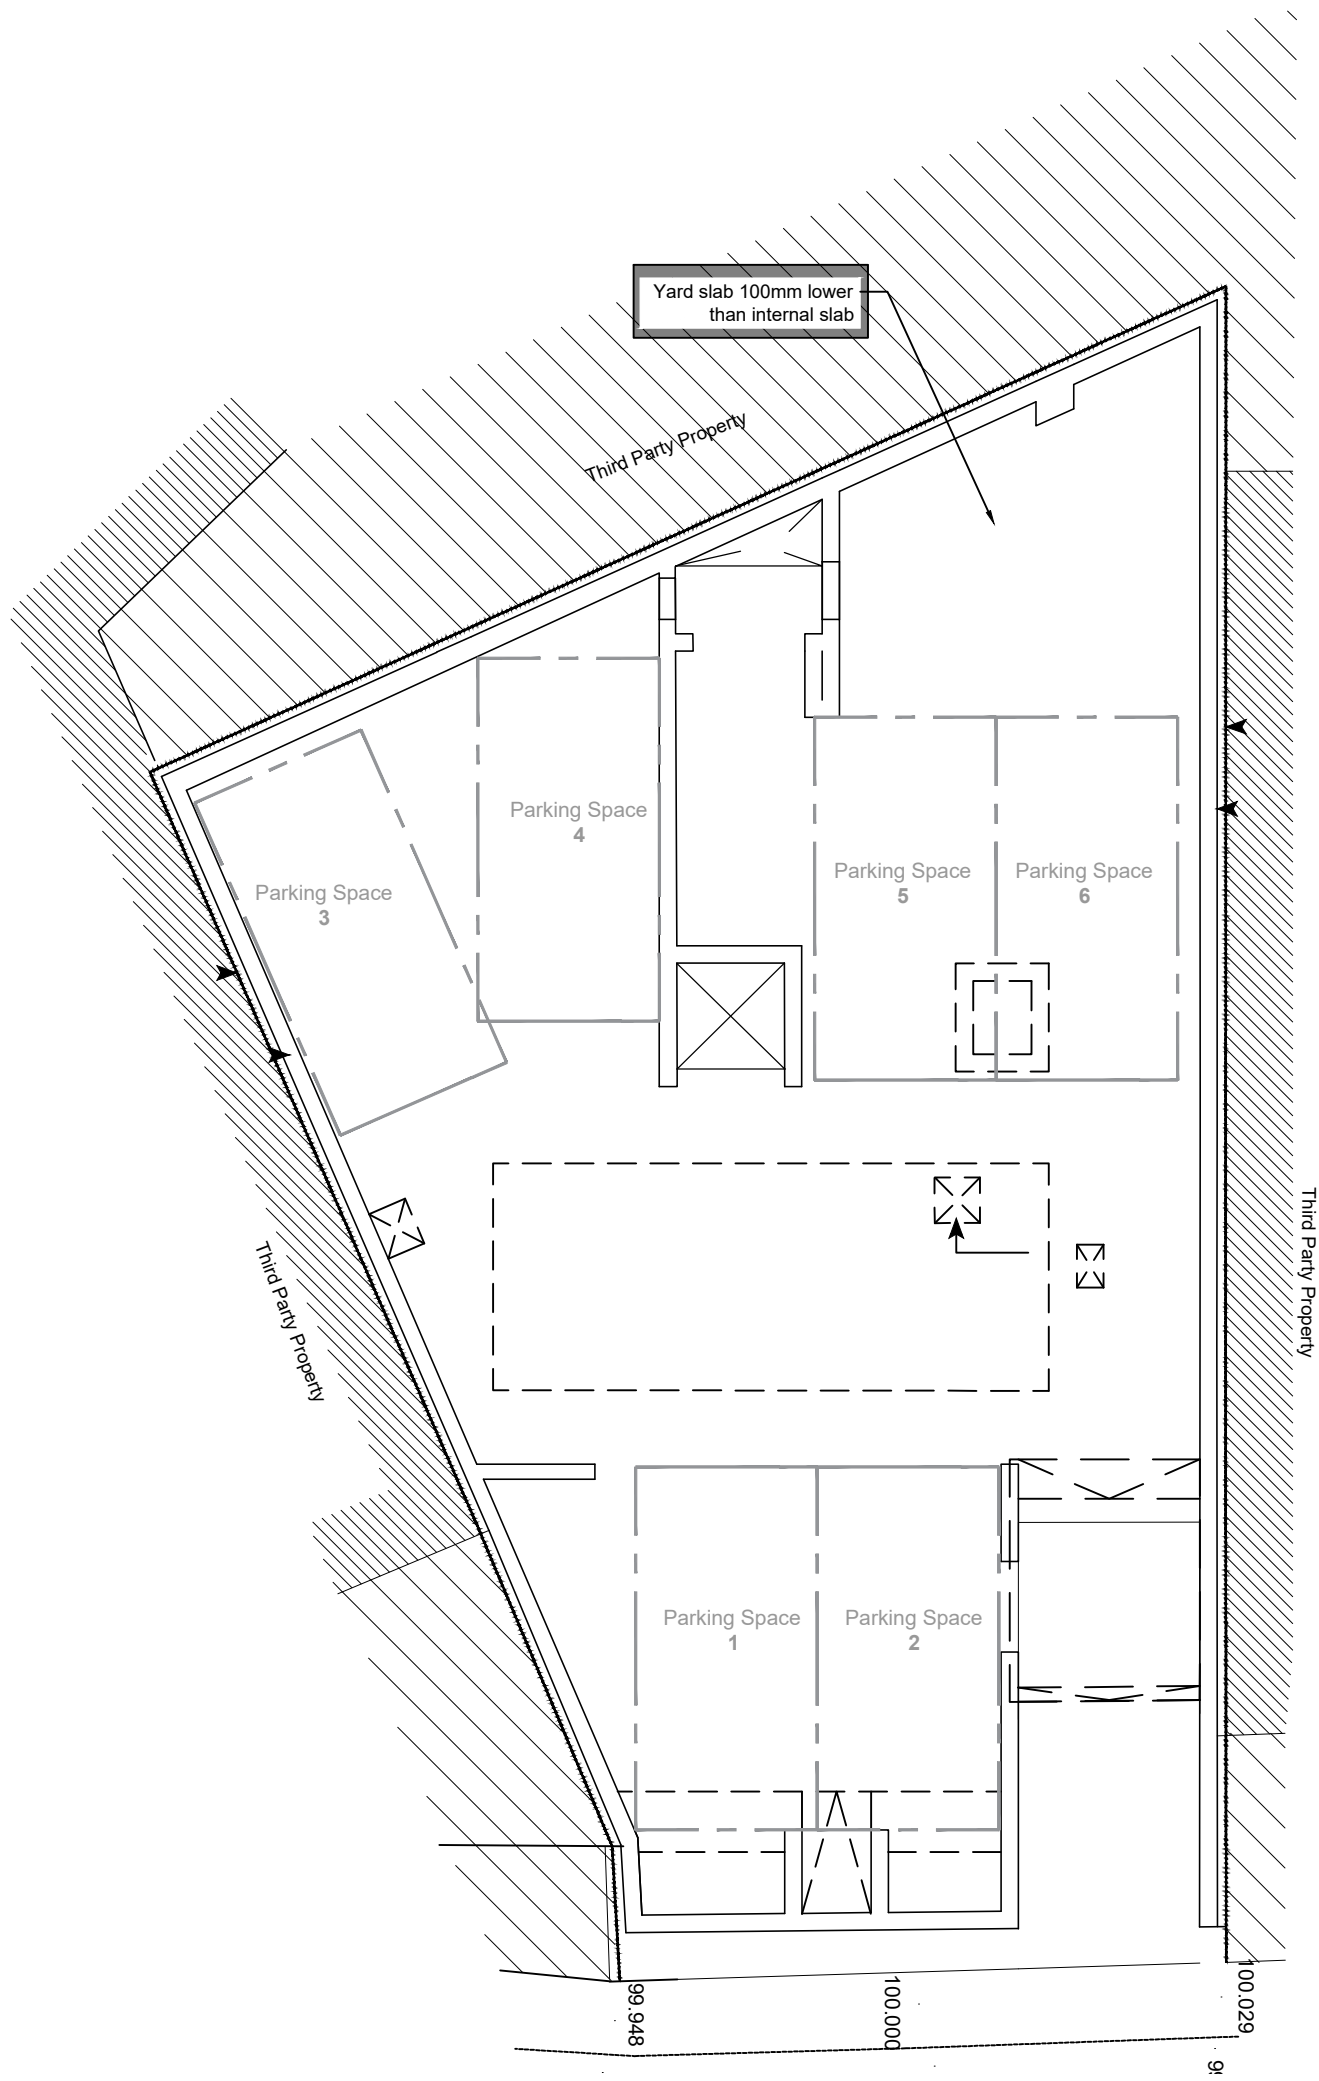 Yard slab 100mm lower
than internal slab
Third Party Property
Parking Space
4
Parking Space
3
Parking Space
5
Parking Space
6
Third Party Property
Third Party Property
Parking Space
1
Parking Space
2
99.948
100.000
100.029